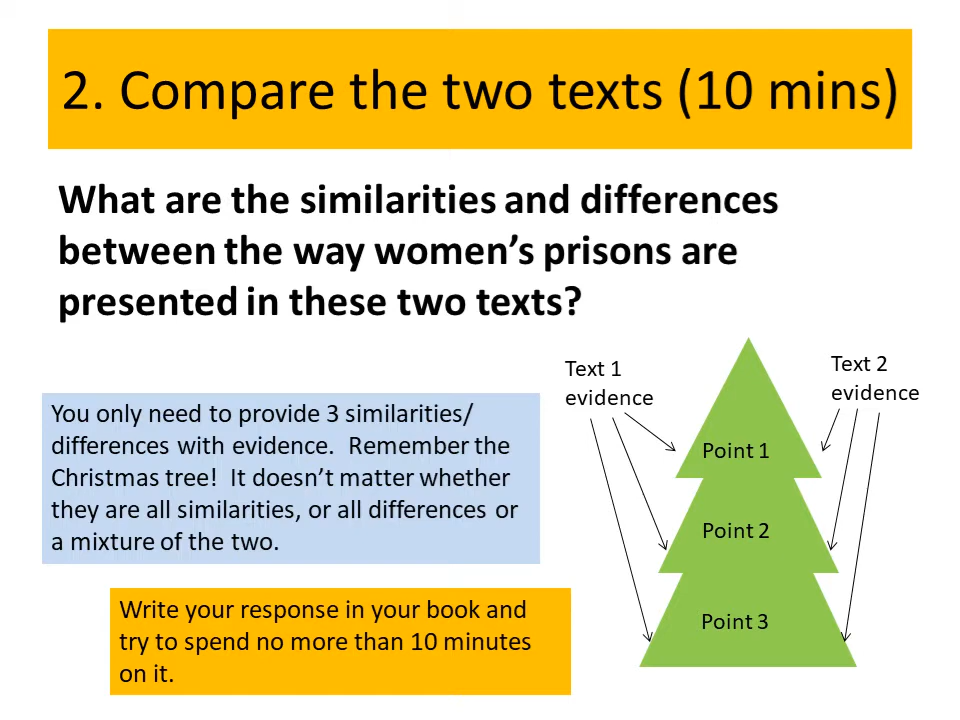 2. Compare the two texts (10 mins)
What are the similarities and differences
between the way women’s prisons are
presented in these two texts?
Text 1
evidence
Text 2
evidence
You only need to provide 3 similarities/
differences with evidence.  Remember the
Christmas tree!  It doesn’t matter whether
they are all similarities, or all differences or
a mixture of the two.
Point 1
Point 2
Point 3
Write your response in your book and
try to spend no more than 10 minutes
on it.